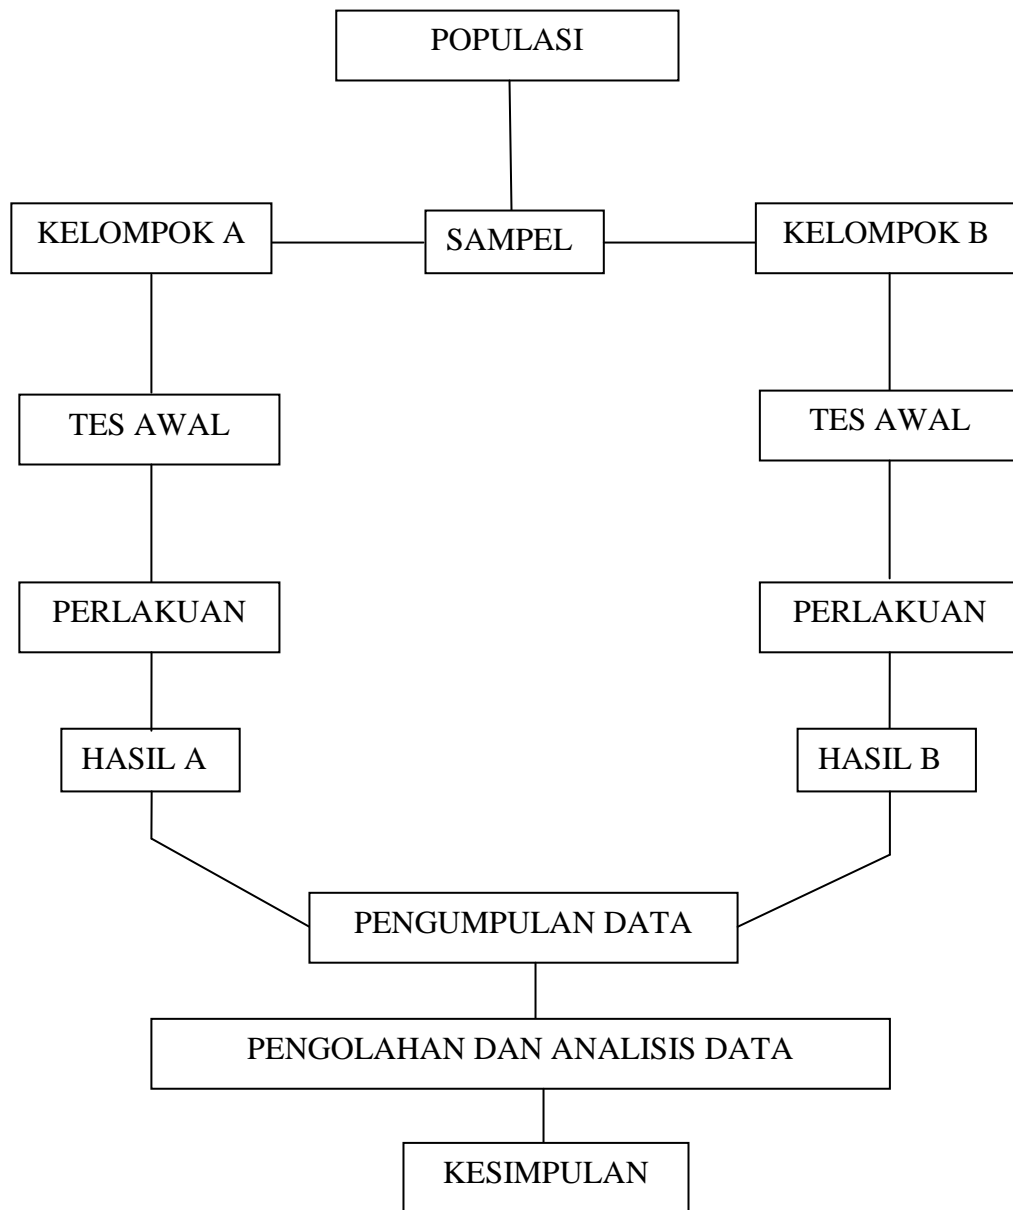 POPULASI
KELOMPOK A
SAMPEL
KELOMPOK B
TES AWAL
TES AWAL
PERLAKUAN
PERLAKUAN
HASIL A
HASIL B
PENGUMPULAN DATA
PENGOLAHAN DAN ANALISIS DATA
KESIMPULAN